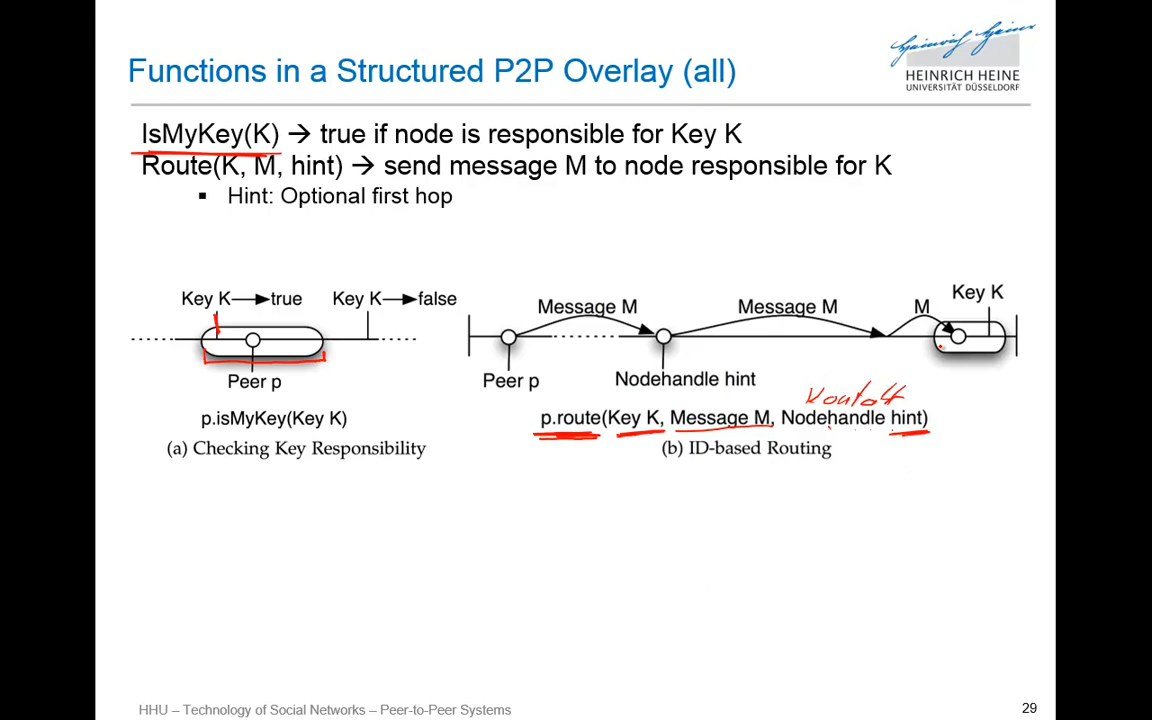 Heinrich Heine
HEINRICH HEINE
UNIVERSITÄT DÜSSELDORF
Functions in a Structured P2P Overlay (all)
IsMyKey(K) → true if node is responsible for Key K
Route(K, M, hint) → send message M to node responsible for K
▪ Hint: Optional first hop
Key K → true Key K → false
Peer p
p.isMyKey(Key K)
(a) Checking Key Responsibility
Message M Message M M Key K
Peer p Nodehandle hint
Kontakt
p.route(Key K, Message M, Nodehandle hint)
(b) ID-based Routing
HHU – Technology of Social Networks – Peer-to-Peer Systems
29